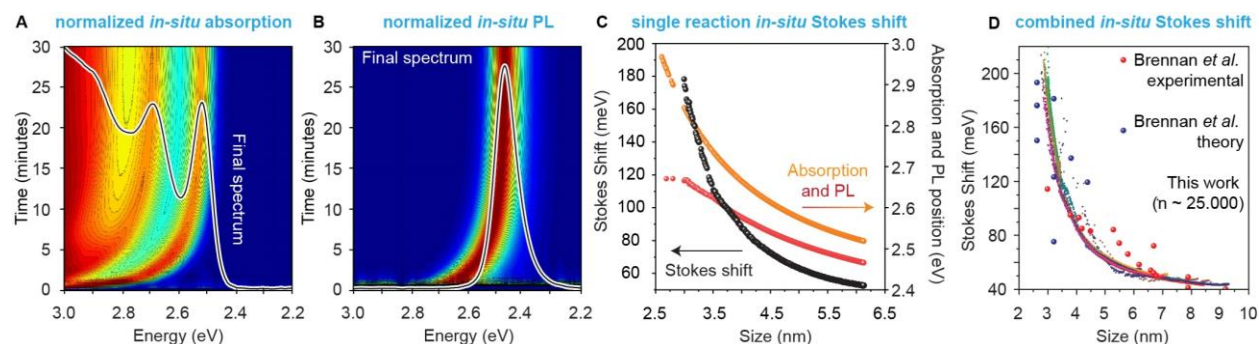 A normalized in-situ absorption
Time (minutes)
30
25
20
15
10
5
0
3.0 2.8 2.6 2.4 2.2
Energy (eV)
Final spectrum
B normalized in-situ PL
Final spectrum
Time (minutes)
30
25
20
15
10
5
0
3.0 2.8 2.6 2.4 2.2
Energy (eV)
C single reaction in-situ Stokes shift
Stokes Shift (meV)
200
180
160
140
120
100
80
60
Absorption
and PL
Stokes shift
3.0
2.9
2.8
2.7
2.6
2.5
2.4
Absorption and PL position (eV)
2.5 3.5 4.5 5.5 6.5
Size (nm)
D combined in-situ Stokes shift
Stokes Shift (meV)
200
160
120
80
40
Brennan et al.
experimental
Brennan et al.
theory
This work
(n ~ 25.000)
2 3 4 5 6 7 8 9 10
Size (nm)